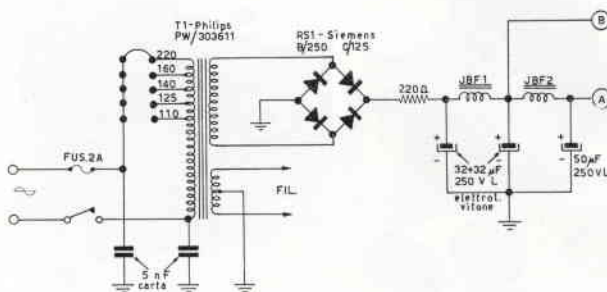 T1-Philips
PW/303611
RS1-Siemens
B/250 C/125
220
160
140
125
110
FUS.2A
FIL.
5 nF
carta
220Ω
JBF1
JBF2
B
A
+
-
+
-
+
-
32+32 µF
250 V L
elettrol.
vitone
50µF
250VL